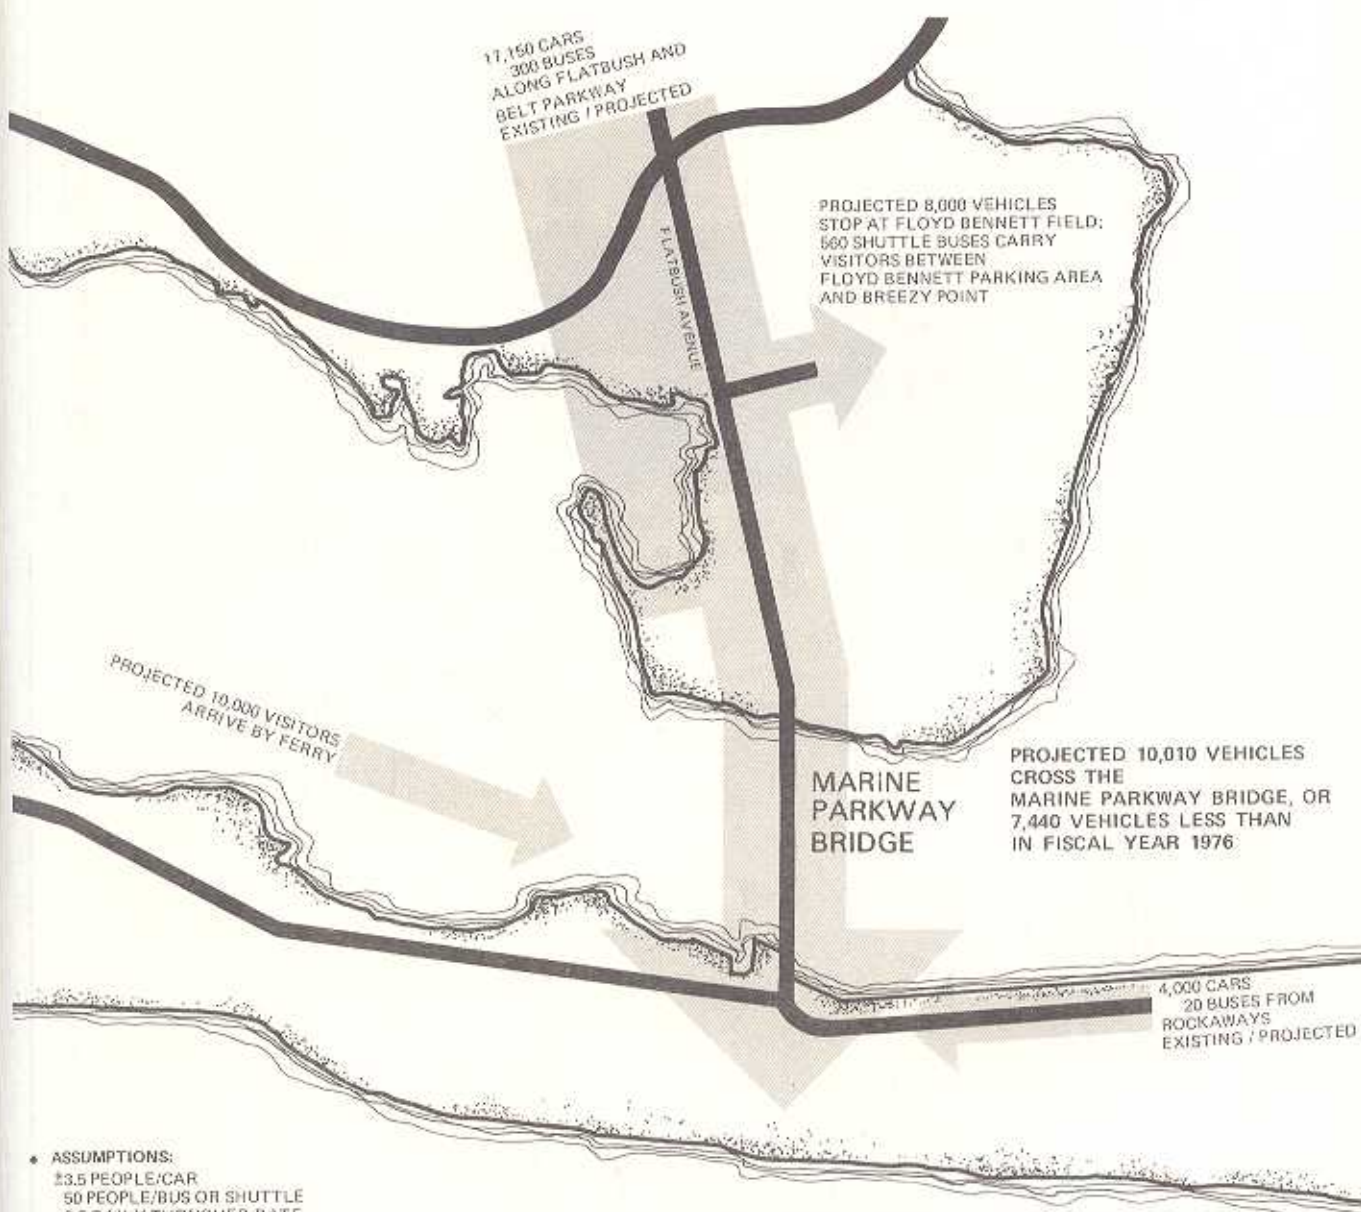 17,150 CARS
300 BUSES
ALONG FLATBUSH AND
BELT PARKWAY
EXISTING / PROJECTED
FLATBUSH AVENUE
PROJECTED 8,000 VEHICLES
STOP AT FLOYD BENNETT FIELD;
560 SHUTTLE BUSES CARRY
VISITORS BETWEEN
FLOYD BENNETT PARKING AREA
AND BREEZY POINT
PROJECTED 10,000 VISITORS
ARRIVE BY FERRY
MARINE
PARKWAY
BRIDGE
PROJECTED 10,010 VEHICLES
CROSS THE
MARINE PARKWAY BRIDGE, OR
7,440 VEHICLES LESS THAN
IN FISCAL YEAR 1976
4,000 CARS
20 BUSES FROM
ROCKAWAYS
EXISTING / PROJECTED
• ASSUMPTIONS:
±3.5 PEOPLE/CAR
50 PEOPLE/BUS OR SHUTTLE